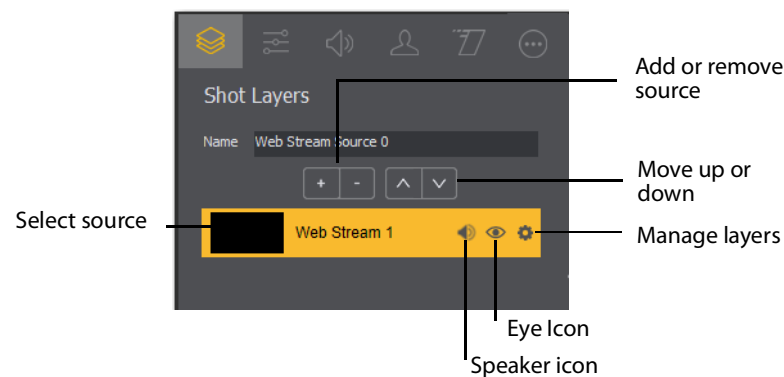 Shot Layers
Name Web Stream Source 0
+ -
Web Stream 1
Add or remove
source
Move up or
down
Select source
Manage layers
Eye Icon
Speaker icon